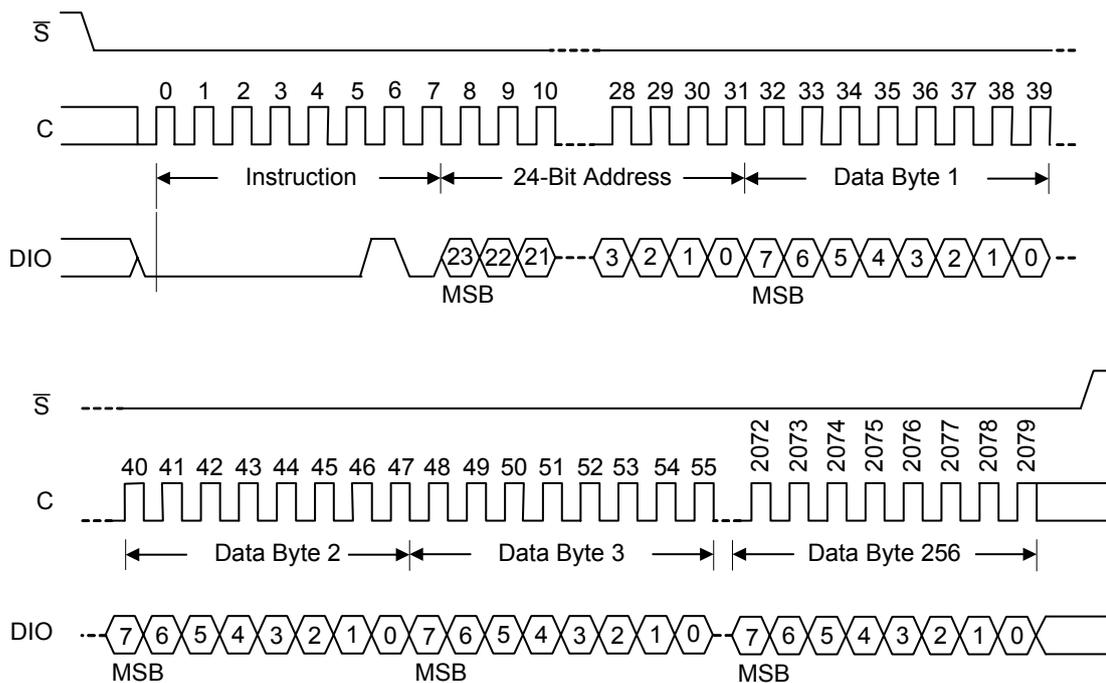 S̅
0 1 2 3 4 5 6 7 8 9 10 28 29 30 31 32 33 34 35 36 37 38 39
C
Instruction 24-Bit Address Data Byte 1
DIO 23 22 21 3 2 1 0 7 6 5 4 3 2 1 0
MSB MSB
S̅
2072 2073 2074 2075 2076 2077 2078 2079
40 41 42 43 44 45 46 47 48 49 50 51 52 53 54 55
C
Data Byte 2 Data Byte 3 Data Byte 256
DIO 7 6 5 4 3 2 1 0 7 6 5 4 3 2 1 0 7 6 5 4 3 2 1 0
MSB MSB MSB